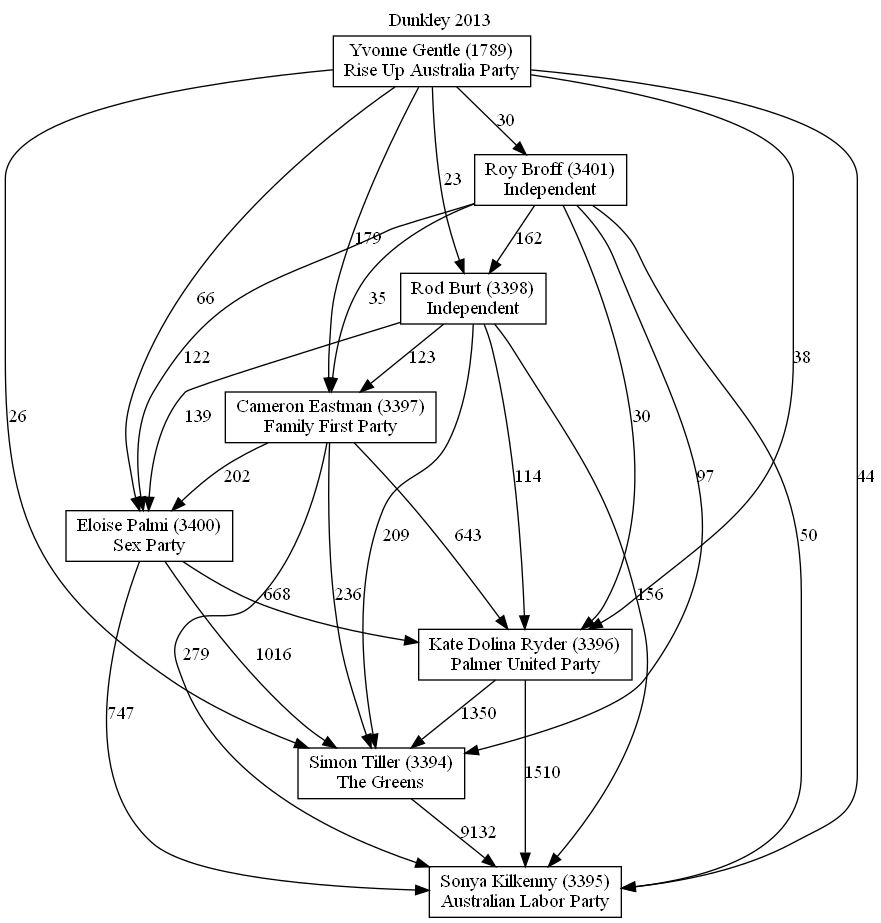 Dunkley 2013
Yvonne Gentle (1789)
Rise Up Australia Party
30
Roy Broff (3401)
Independent
23
179
162
66
35
Rod Burt (3398)
Independent
122
123
38
Cameron Eastman (3397)
Family First Party
26
139
30
202
114
97
44
Eloise Palmi (3400)
Sex Party
209
643
50
668
236
156
Kate Dolina Ryder (3396)
Palmer United Party
279
1016
747
1350
Simon Tiller (3394)
The Greens
1510
9132
Sonya Kilkenny (3395)
Australian Labor Party